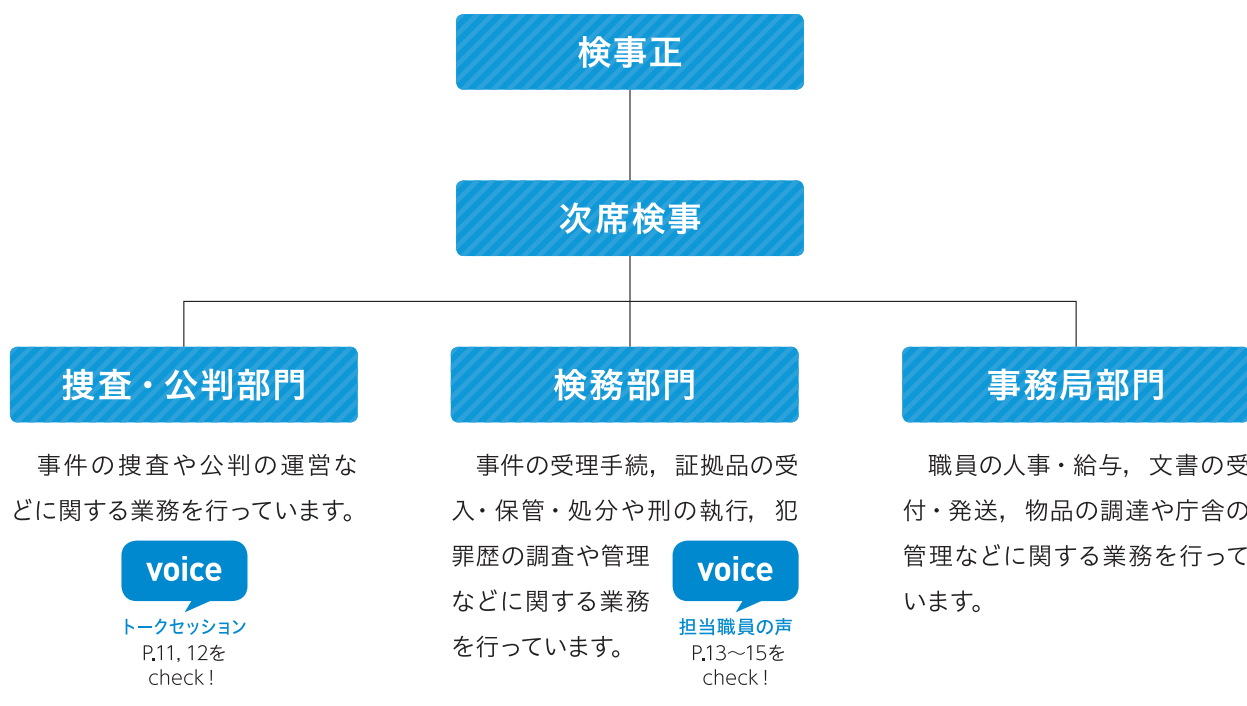 検事正
次席検事
捜査・公判部門
事件の捜査や公判の運営な
どに関する業務を行っています。
voice
トークセッション
P.11, 12を
check!
検務部門
事件の受理手続，証拠品の受
入・保管・処分や刑の執行，犯
罪歴の調査や管理
などに関する業務
を行っています。
voice
担当職員の声
P.13〜15を
check!
事務局部門
職員の人事・給与，文書の受
付・発送，物品の調達や庁舎の
管理などに関する業務を行って
います。